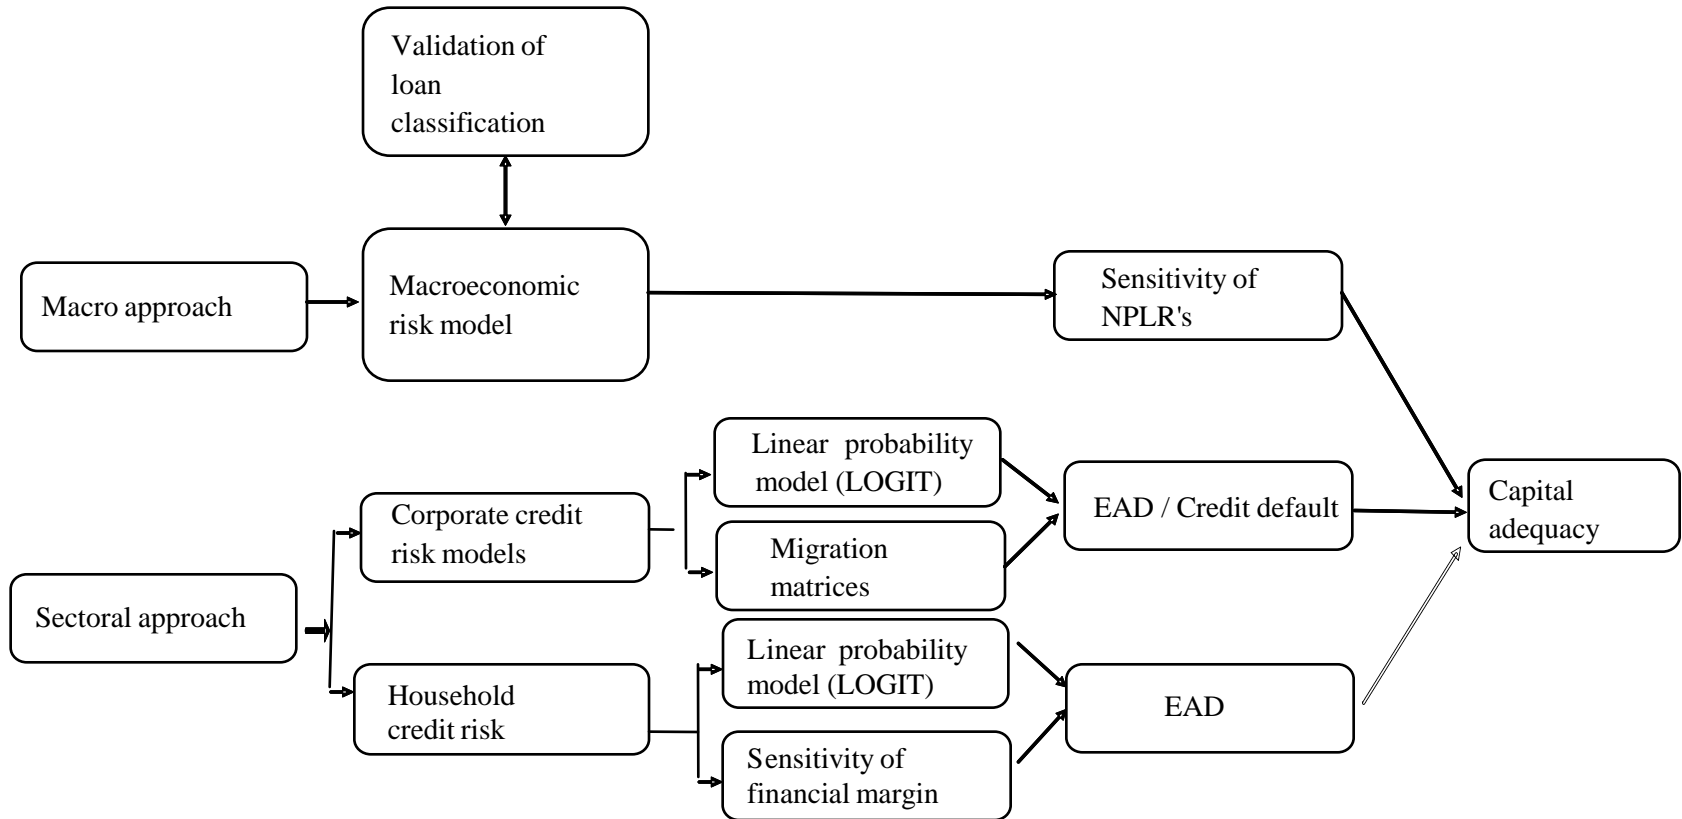 Validation of
loan
classification
Macro approach
Macroeconomic
risk model
Sensitivity of
NPLR's
Linear probability
model (LOGIT)
Corporate credit
risk models
EAD / Credit default
Capital
adequacy
Migration
matrices
Sectoral approach
Linear probability
model (LOGIT)
Household
credit risk
EAD
Sensitivity of
financial margin